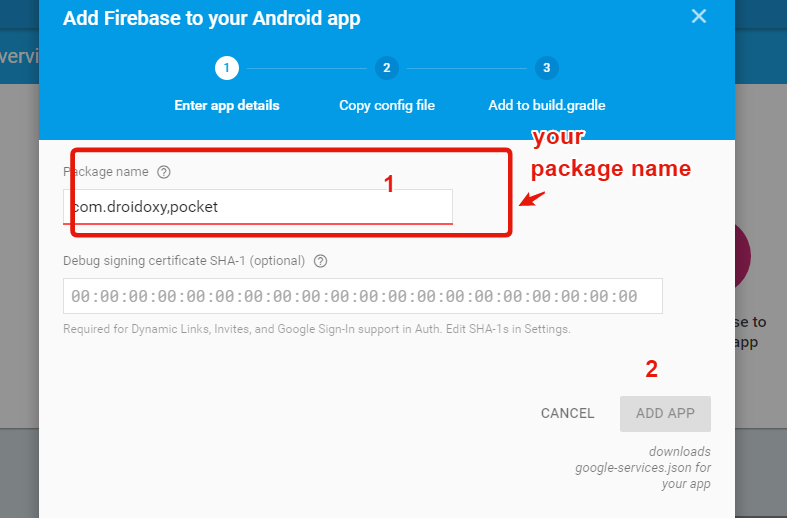 Add Firebase to your Android app
vervi
1
2
3
Enter app details
Copy config file
Add to build.gradle
your
package name
Package name
1
com.droidoxy,pocket
Debug signing certificate SHA-1 (optional)
00:00:00:00:00:00:00:00:00:00:00:00:00:00:00:00:00:00:00:00
Required for Dynamic Links, Invites, and Google Sign-In support in Auth. Edit SHA-1s in Settings.
se to
app
2
CANCEL
ADD APP
downloads
google-services.json for
your app